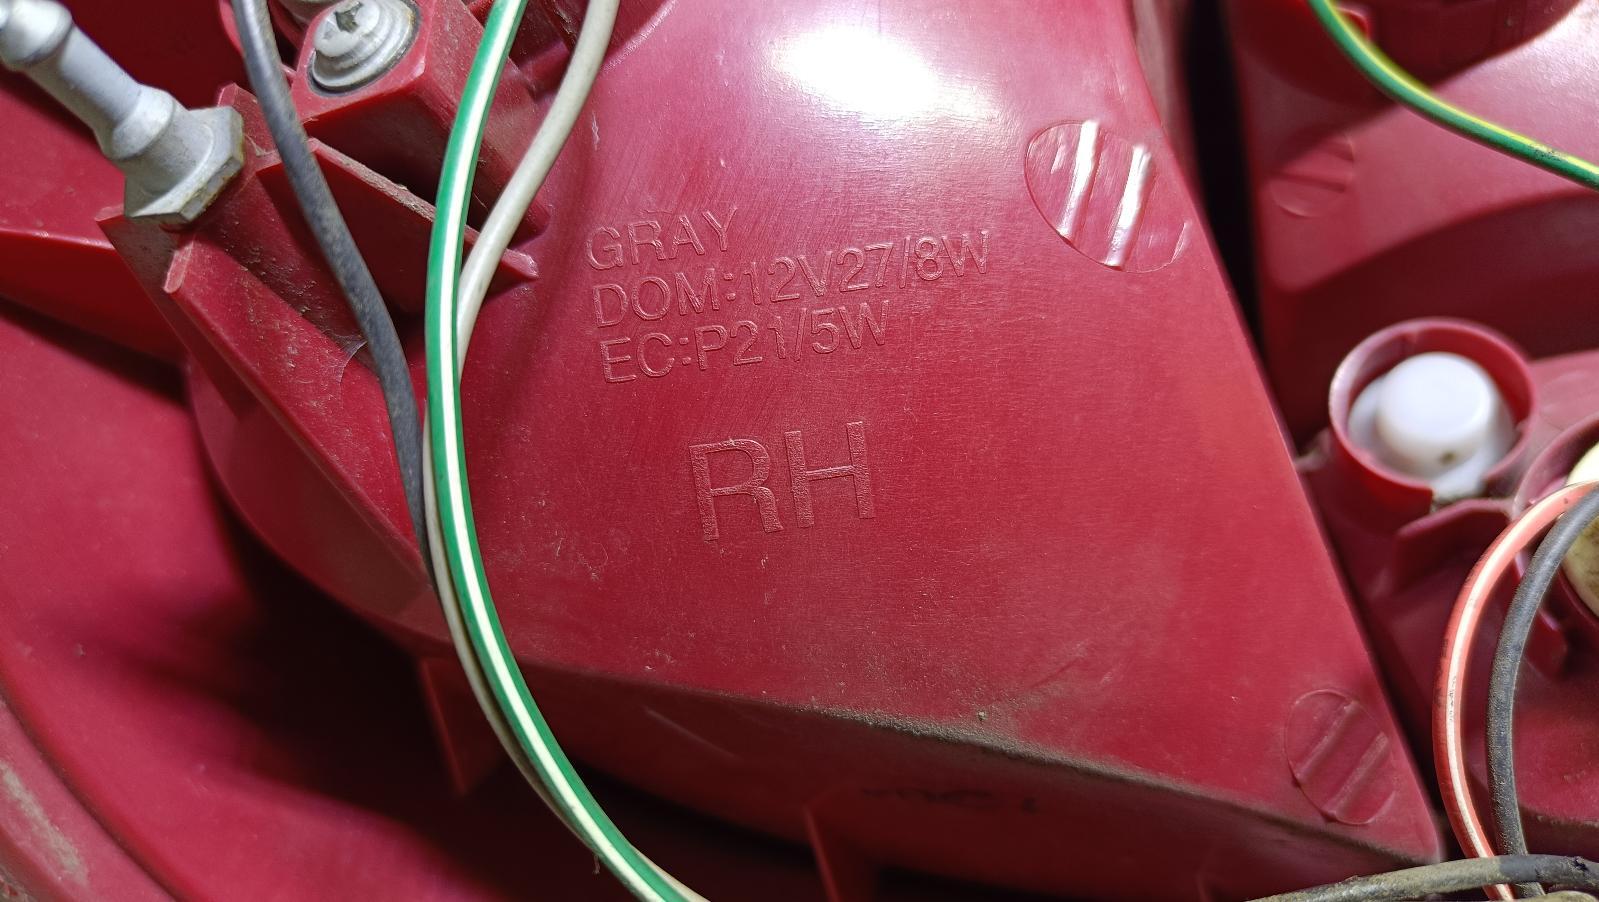 GRAY
DOM:12V27/8W
EC:P21/5W
RH